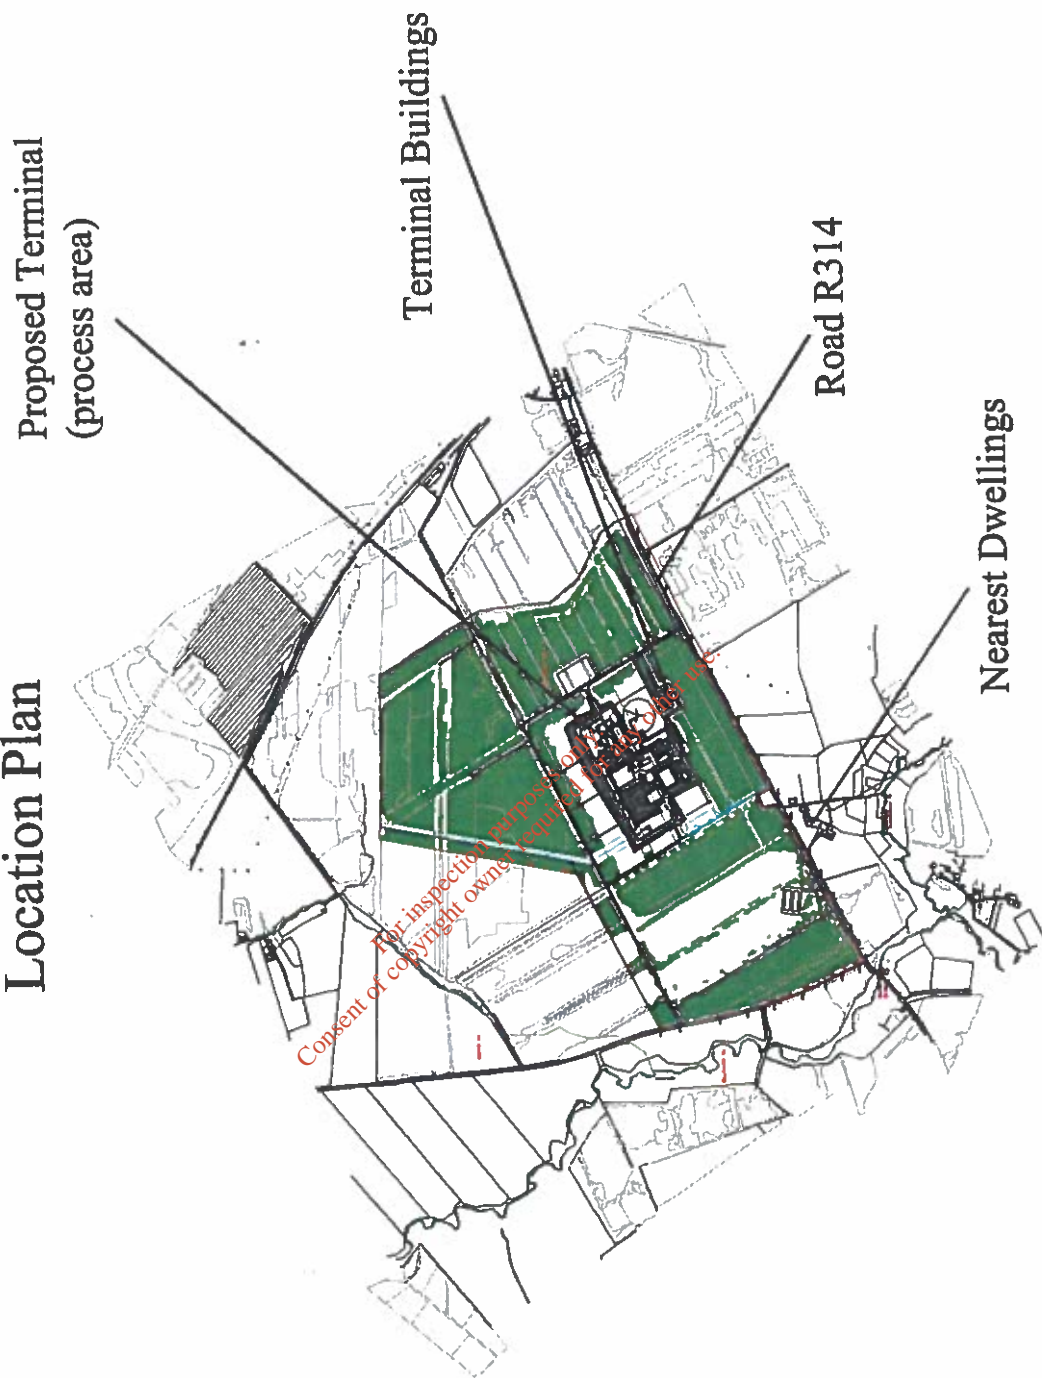 Location Plan
Proposed Terminal
(process area)
Terminal Buildings
Road R314
Nearest Dwellings
For inspection purposes only.
Consent of copyright owner required for any other use.